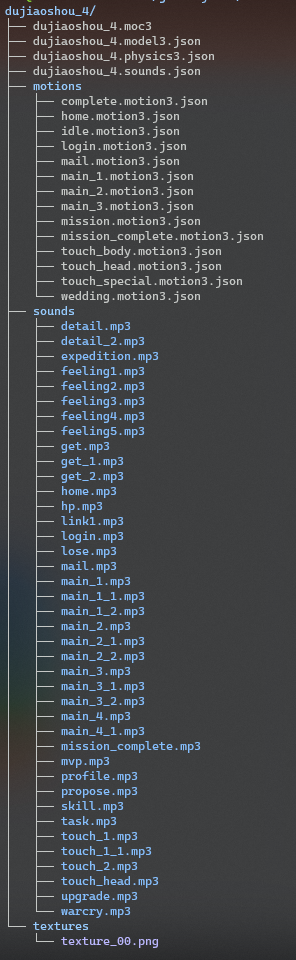 dujiaoshou_4/
├── dujiaoshou_4.moc3
├── dujiaoshou_4.model3.json
├── dujiaoshou_4.physics3.json
├── dujiaoshou_4.sounds.json
├── motions
│   ├── complete.motion3.json
│   ├── home.motion3.json
│   ├── idle.motion3.json
│   ├── login.motion3.json
│   ├── mail.motion3.json
│   ├── main_1.motion3.json
│   ├── main_2.motion3.json
│   ├── main_3.motion3.json
│   ├── mission.motion3.json
│   ├── mission_complete.motion3.json
│   ├── touch_body.motion3.json
│   ├── touch_head.motion3.json
│   ├── touch_special.motion3.json
│   └── wedding.motion3.json
├── sounds
│   ├── detail.mp3
│   ├── detail_2.mp3
│   ├── expedition.mp3
│   ├── feeling1.mp3
│   ├── feeling2.mp3
│   ├── feeling3.mp3
│   ├── feeling4.mp3
│   ├── feeling5.mp3
│   ├── get.mp3
│   ├── get_1.mp3
│   ├── get_2.mp3
│   ├── home.mp3
│   ├── hp.mp3
│   ├── link1.mp3
│   ├── login.mp3
│   ├── lose.mp3
│   ├── mail.mp3
│   ├── main_1.mp3
│   ├── main_1_1.mp3
│   ├── main_1_2.mp3
│   ├── main_2.mp3
│   ├── main_2_1.mp3
│   ├── main_2_2.mp3
│   ├── main_3.mp3
│   ├── main_3_1.mp3
│   ├── main_3_2.mp3
│   ├── main_4.mp3
│   ├── main_4_1.mp3
│   ├── mission_complete.mp3
│   ├── mvp.mp3
│   ├── profile.mp3
│   ├── propose.mp3
│   ├── skill.mp3
│   ├── task.mp3
│   ├── touch_1.mp3
│   ├── touch_1_1.mp3
│   ├── touch_2.mp3
│   ├── touch_head.mp3
│   ├── upgrade.mp3
│   └── warcry.mp3
└── textures
    └── texture_00.png